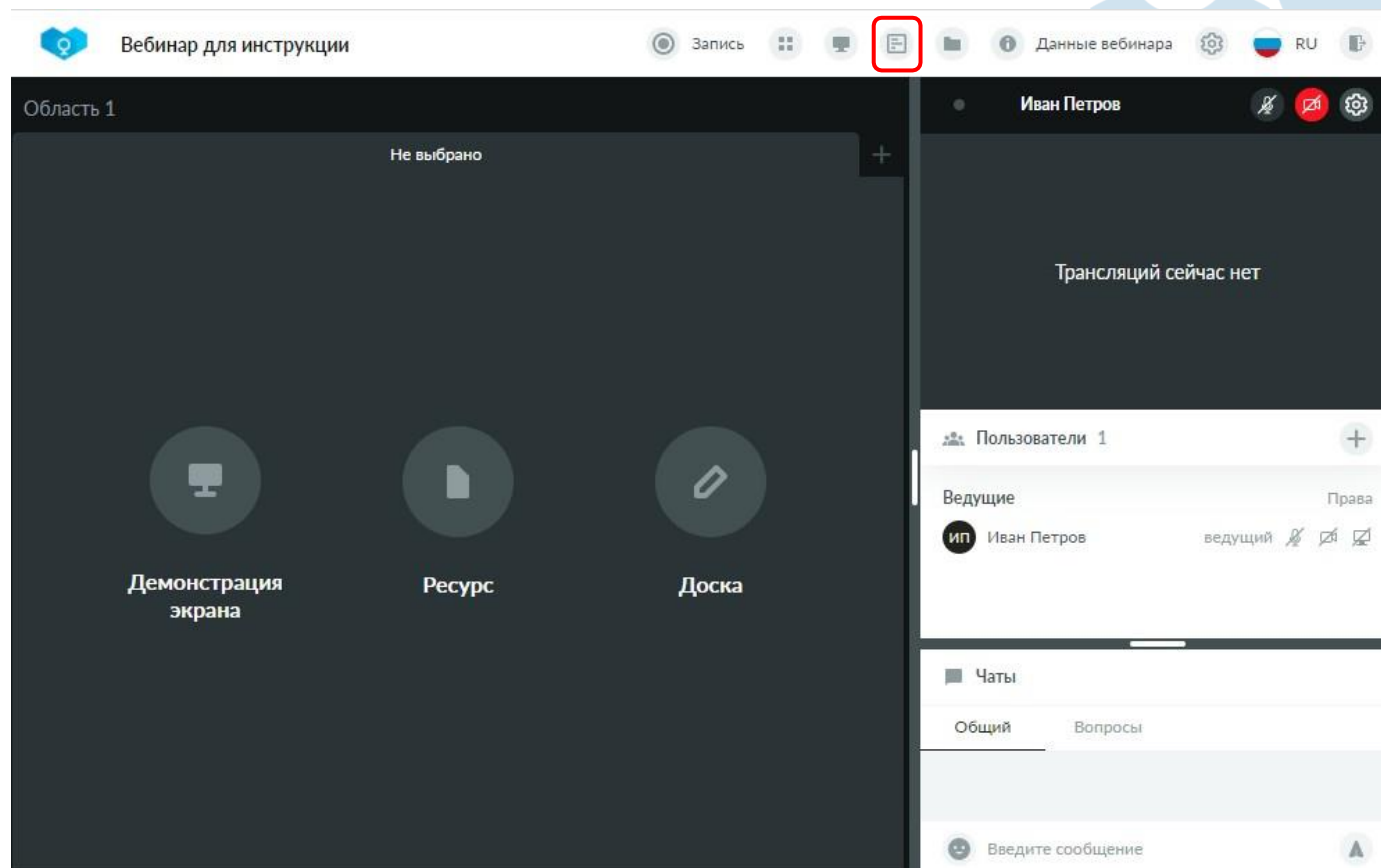 Вебинар для инструкции
Запись
Данные вебинара
RU
Область 1
Не выбрано
Демонстрация
экрана
Ресурс
Доска
Иван Петров
Трансляций сейчас нет
Пользователи 1
Ведущие Права
ИП Иван Петров ведущий
Чаты
Общий Вопросы
Введите сообщение